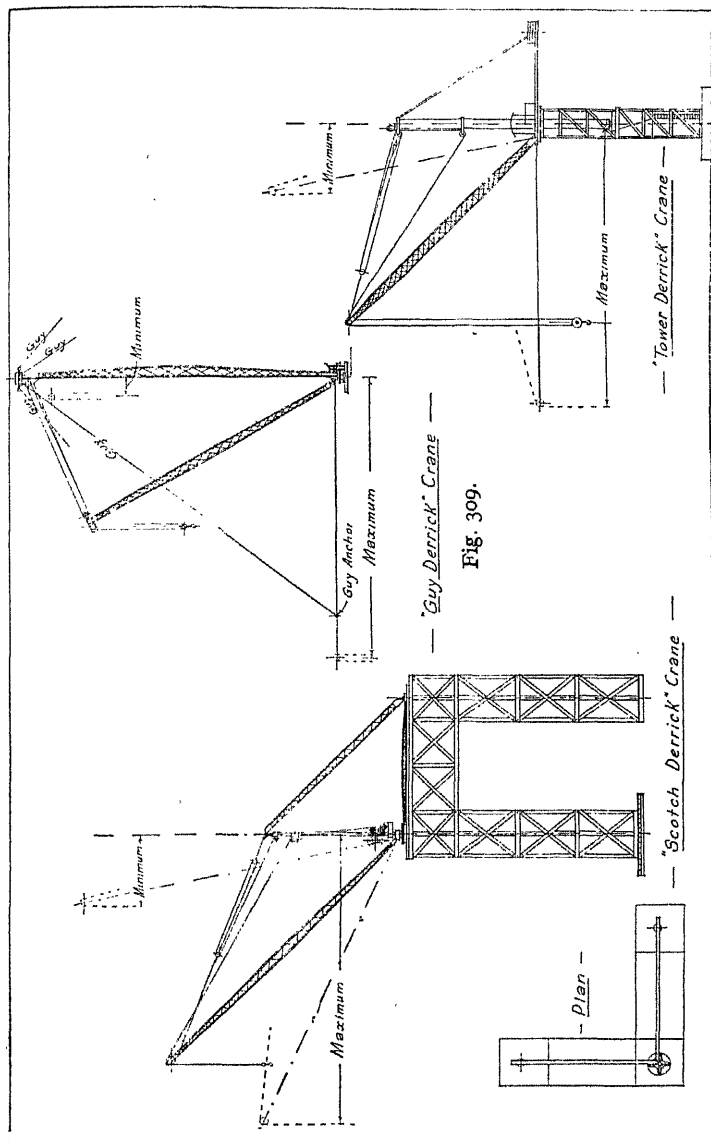 Minimum
Maximum
— Plan —
— "Scotch Derrick" Crane —
Guy
Guy
Guy
Guy
Minimum
Guy Anchor
Maximum
— "Guy Derrick" Crane —
Fig. 309.
Minimum
Maximum
— "Tower Derrick" Crane —